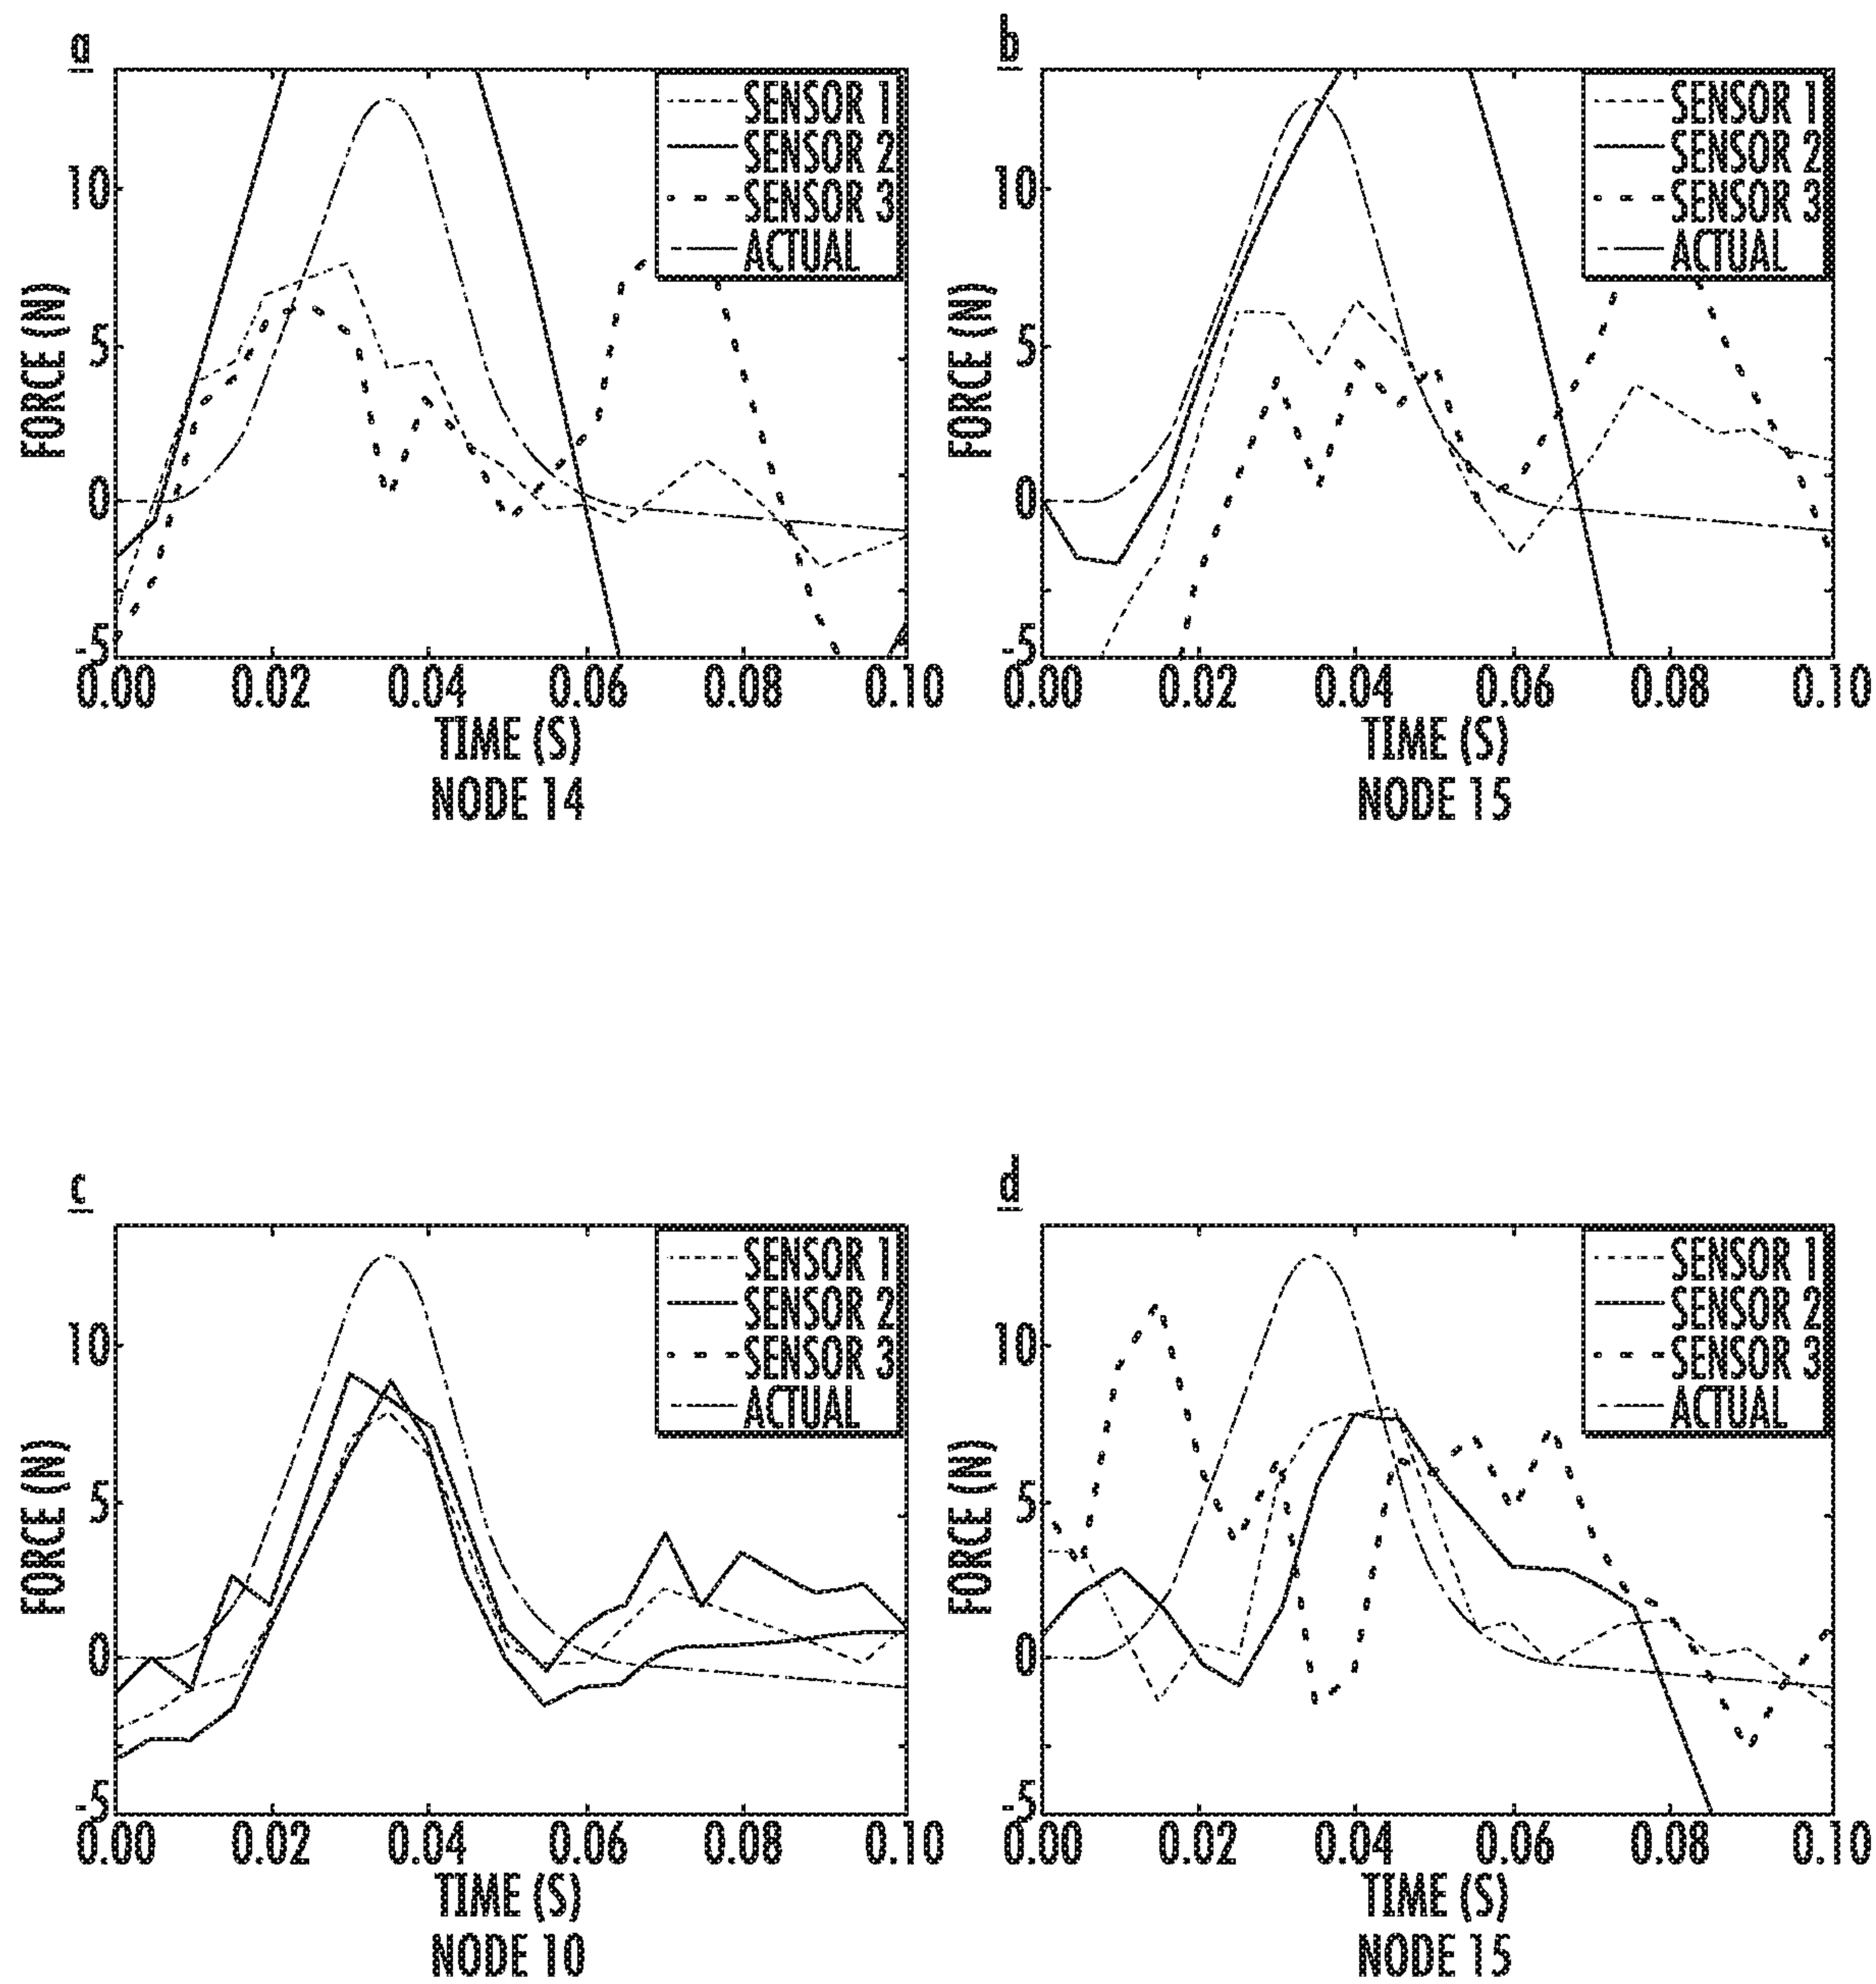 a
SENSOR 1
SENSOR 2
SENSOR 3
ACTUAL
FORCE (N)
10
5
0
-5
0.00 0.02 0.04 0.06 0.08 0.10
TIME (S)
NODE 14
b
SENSOR 1
SENSOR 2
SENSOR 3
ACTUAL
FORCE (N)
10
5
0
-5
0.00 0.02 0.04 0.06 0.08 0.10
TIME (S)
NODE 15
c
SENSOR 1
SENSOR 2
SENSOR 3
ACTUAL
FORCE (N)
10
5
0
-5
0.00 0.02 0.04 0.06 0.08 0.10
TIME (S)
NODE 10
d
SENSOR 1
SENSOR 2
SENSOR 3
ACTUAL
FORCE (N)
10
5
0
-5
0.00 0.02 0.04 0.06 0.08 0.10
TIME (S)
NODE 15